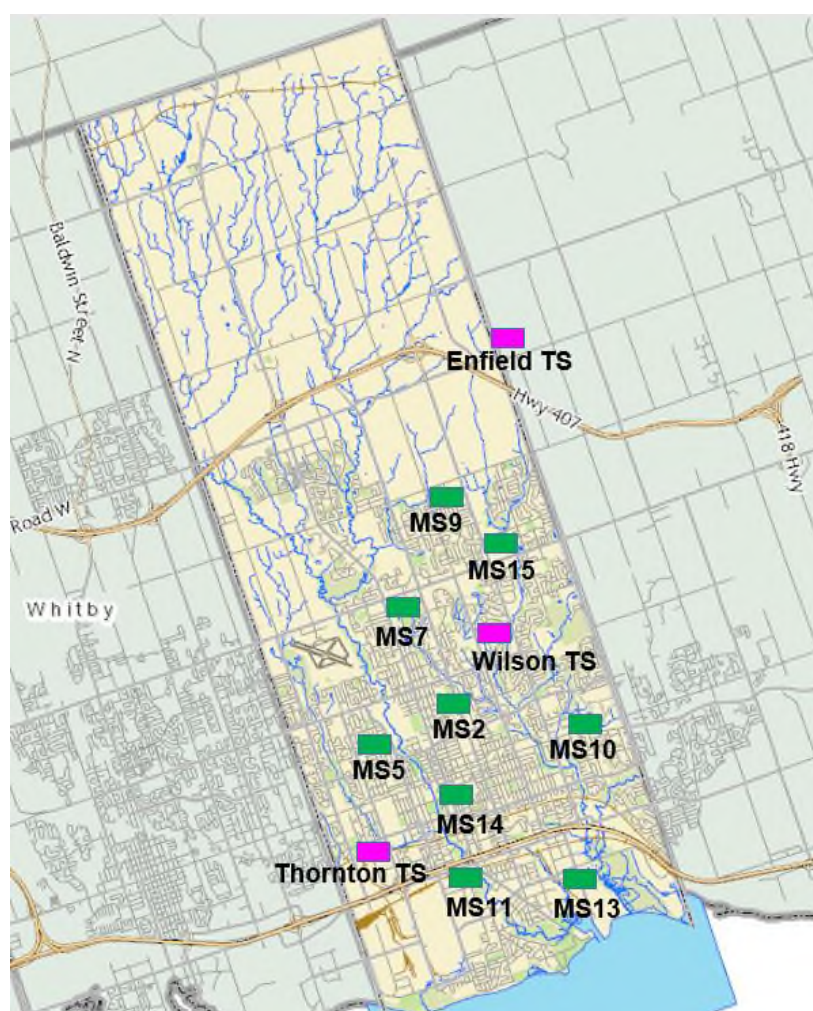 Baldwin Street N
Enfield TS
Hwy 407
418 Hwy
Road W
MS9
MS15
Whitby
MS7
Wilson TS
MS2
MS10
MS5
MS14
Thornton TS
MS11
MS13